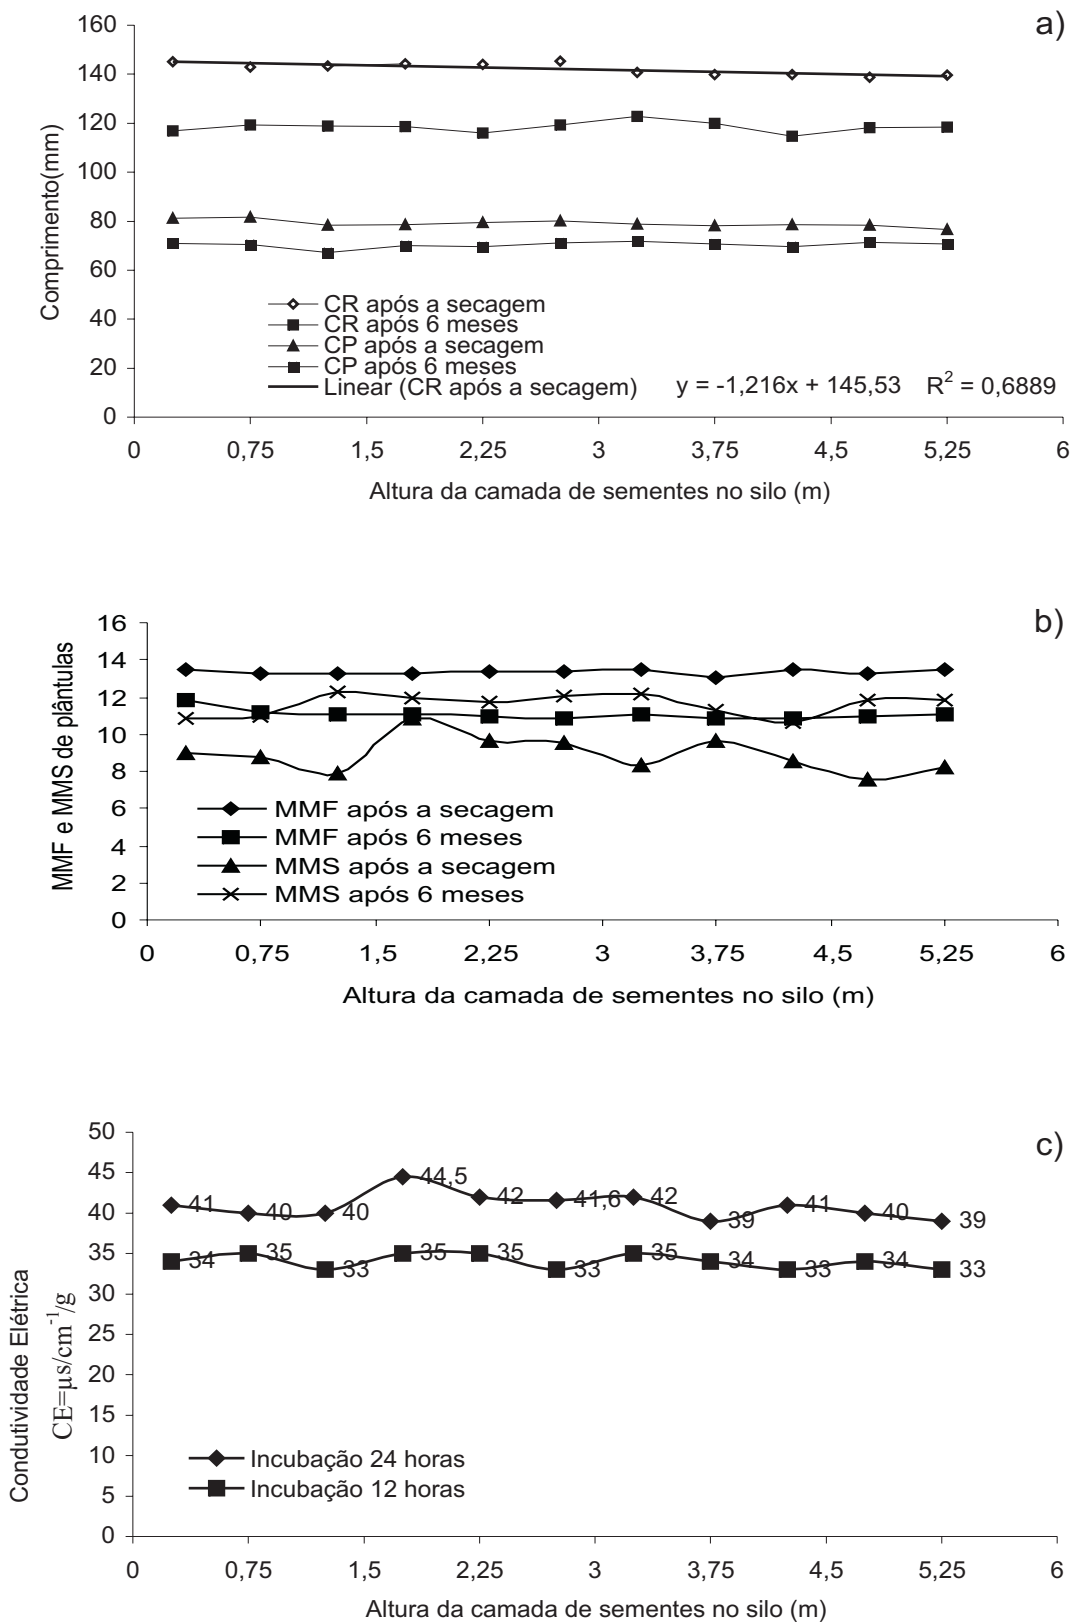 a)
Comprimento(mm)
160
140
120
100
80
60
40
20
0
CR após a secagem
CR após 6 meses
CP após a secagem
CP após 6 meses
Linear (CR após a secagem) y = -1,216x + 145,53 R² = 0,6889
0 0,75 1,5 2,25 3 3,75 4,5 5,25 6
Altura da camada de sementes no silo (m)
b)
MMF e MMS de plântulas
16
14
12
10
8
6
4
2
0
MMF após a secagem
MMF após 6 meses
MMS após a secagem
MMS após 6 meses
0 0,75 1,5 2,25 3 3,75 4,5 5,25 6
Altura da camada de sementes no silo (m)
c)
Condutividade Elétrica
CE=µs/cm⁻¹/g
50
45
40
35
30
25
20
15
10
5
0
41 40 40 44,5 42 41,6 42 39 41 40 39
34 35 33 35 35 33 35 34 33 34 33
Incubação 24 horas
Incubação 12 horas
0 0,75 1,5 2,25 3 3,75 4,5 5,25 6
Altura da camada de sementes no silo (m)